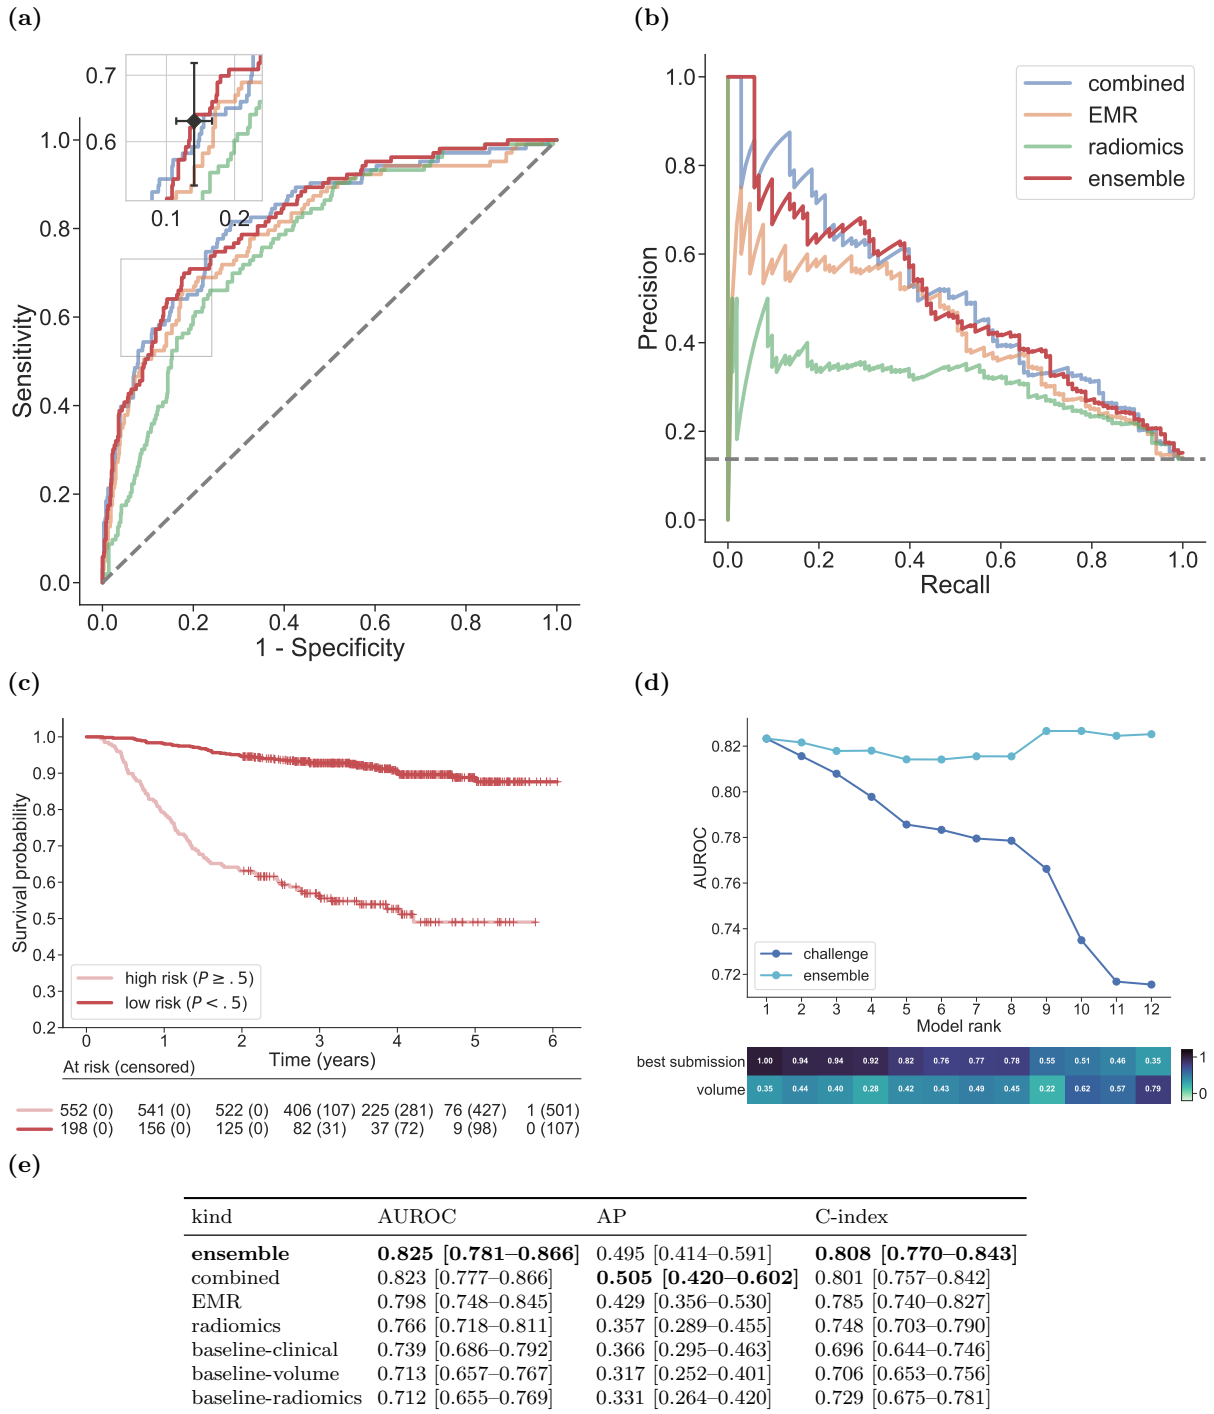 (a)
0.7
0.6
0.1
0.2
1.0
0.8
0.6
0.4
0.2
0.0
Sensitivity
0.0 0.2 0.4 0.6 0.8 1.0
1 - Specificity
(b)
1.0
0.8
0.6
0.4
0.2
0.0
Precision
combined
EMR
radiomics
ensemble
0.0 0.2 0.4 0.6 0.8 1.0
Recall
(c)
1.0
0.9
0.8
0.7
0.6
0.5
0.4
0.3
0.2
Survival probability
high risk (P ≥ .5)
low risk (P < .5)
0 1 2 3 4 5 6
Time (years)
At risk (censored)
552 (0) 541 (0) 522 (0) 406 (107) 225 (281) 76 (427) 1 (501)
198 (0) 156 (0) 125 (0) 82 (31) 37 (72) 9 (98) 0 (107)
(d)
0.82
0.80
0.78
0.76
0.74
0.72
AUROC
challenge
ensemble
1 2 3 4 5 6 7 8 9 10 11 12
Model rank
best submission 1.00 0.94 0.94 0.92 0.82 0.76 0.77 0.78 0.55 0.51 0.46 0.35
volume 0.35 0.44 0.40 0.28 0.42 0.43 0.49 0.45 0.22 0.62 0.57 0.79
1
0
(e)
kind AUROC AP C-index
ensemble 0.825 [0.781–0.866] 0.495 [0.414–0.591] 0.808 [0.770–0.843]
combined 0.823 [0.777–0.866] 0.505 [0.420–0.602] 0.801 [0.757–0.842]
EMR 0.798 [0.748–0.845] 0.429 [0.356–0.530] 0.785 [0.740–0.827]
radiomics 0.766 [0.718–0.811] 0.357 [0.289–0.455] 0.748 [0.703–0.790]
baseline-clinical 0.739 [0.686–0.792] 0.366 [0.295–0.463] 0.696 [0.644–0.746]
baseline-volume 0.713 [0.657–0.767] 0.317 [0.252–0.401] 0.706 [0.653–0.756]
baseline-radiomics 0.712 [0.655–0.769] 0.331 [0.264–0.420] 0.729 [0.675–0.781]